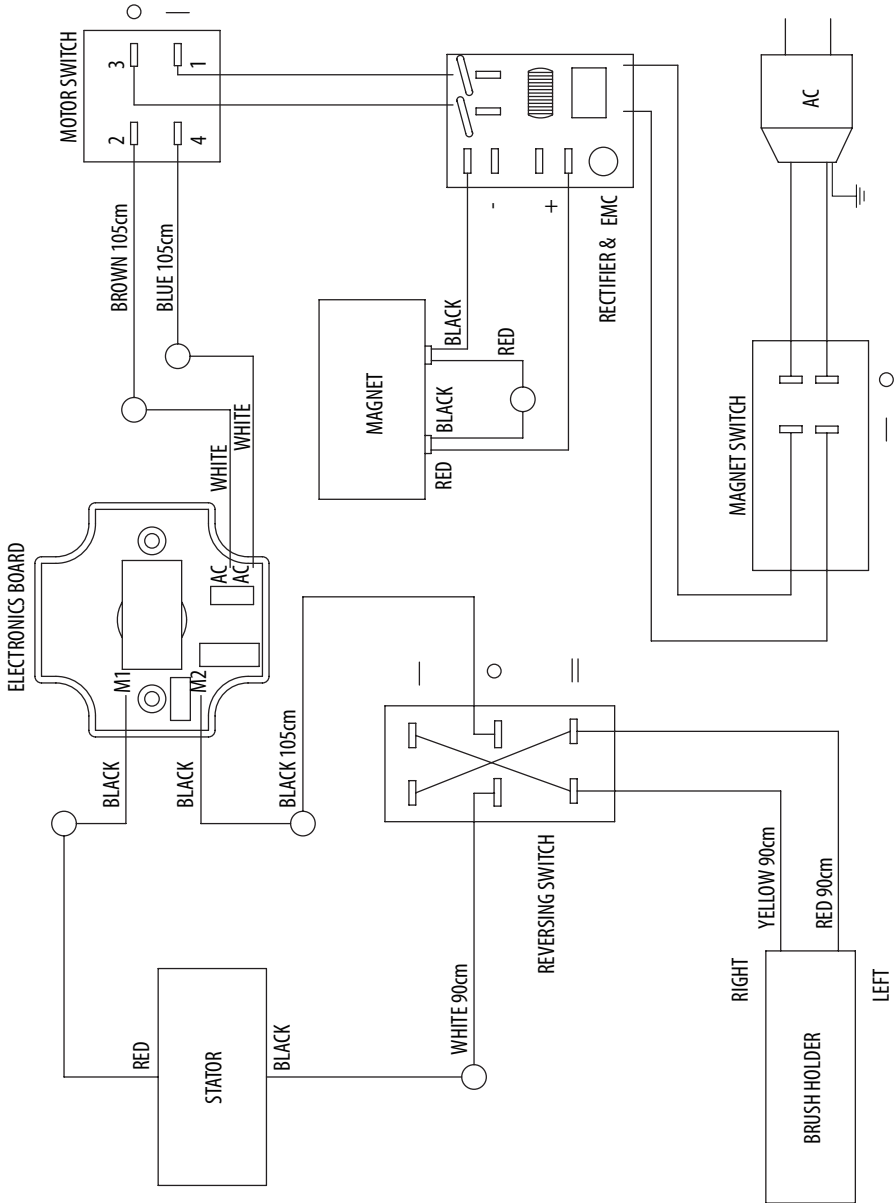 ELECTRONICS BOARD
M1
M2
AC
AC
BLACK
BLACK
BLACK 105cm
WHITE
WHITE
BROWN 105cm
BLUE 105cm
MOTOR SWITCH
2
3
4
1
O
I
STATOR
RED
BLACK
WHITE 90cm
REVERSING SWITCH
I
O
II
MAGNET
RED
BLACK
RED
BLACK
-
+
RECTIFIER & EMC
BRUSH HOLDER
RIGHT
LEFT
YELLOW 90cm
RED 90cm
MAGNET SWITCH
I
O
AC